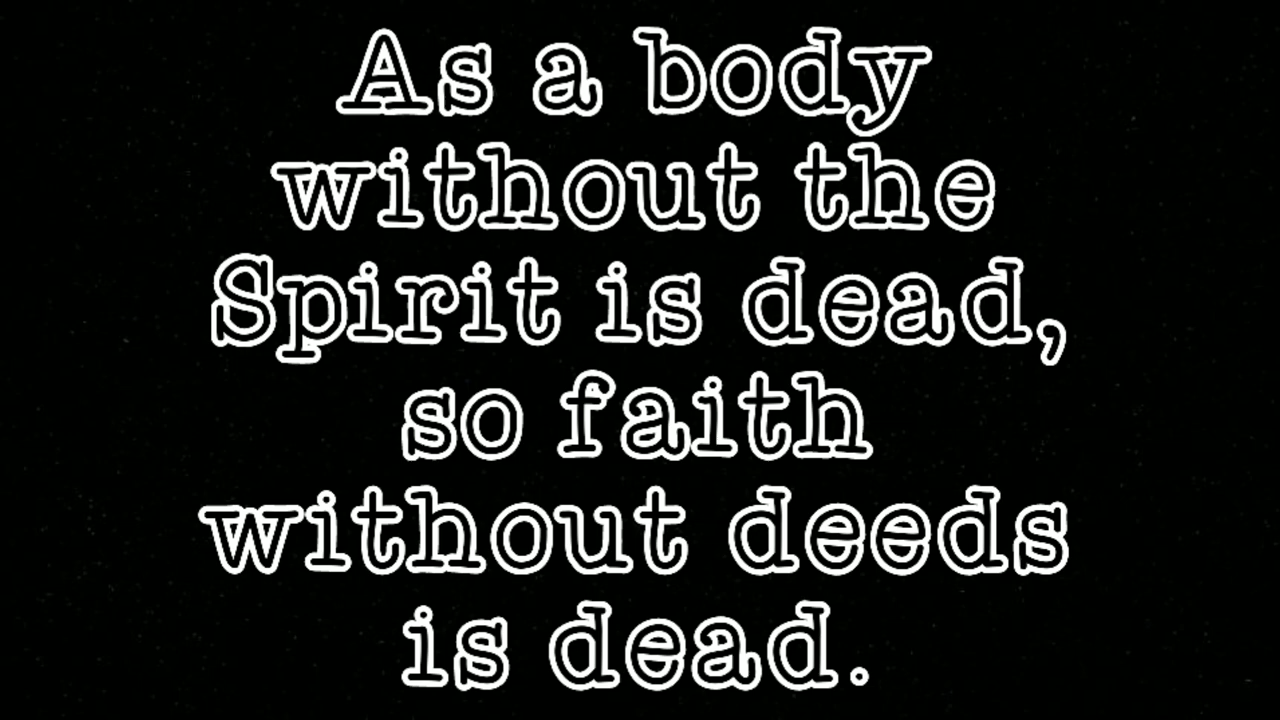 As a body
without the
Spirit is dead,
so faith
without deeds
is dead.